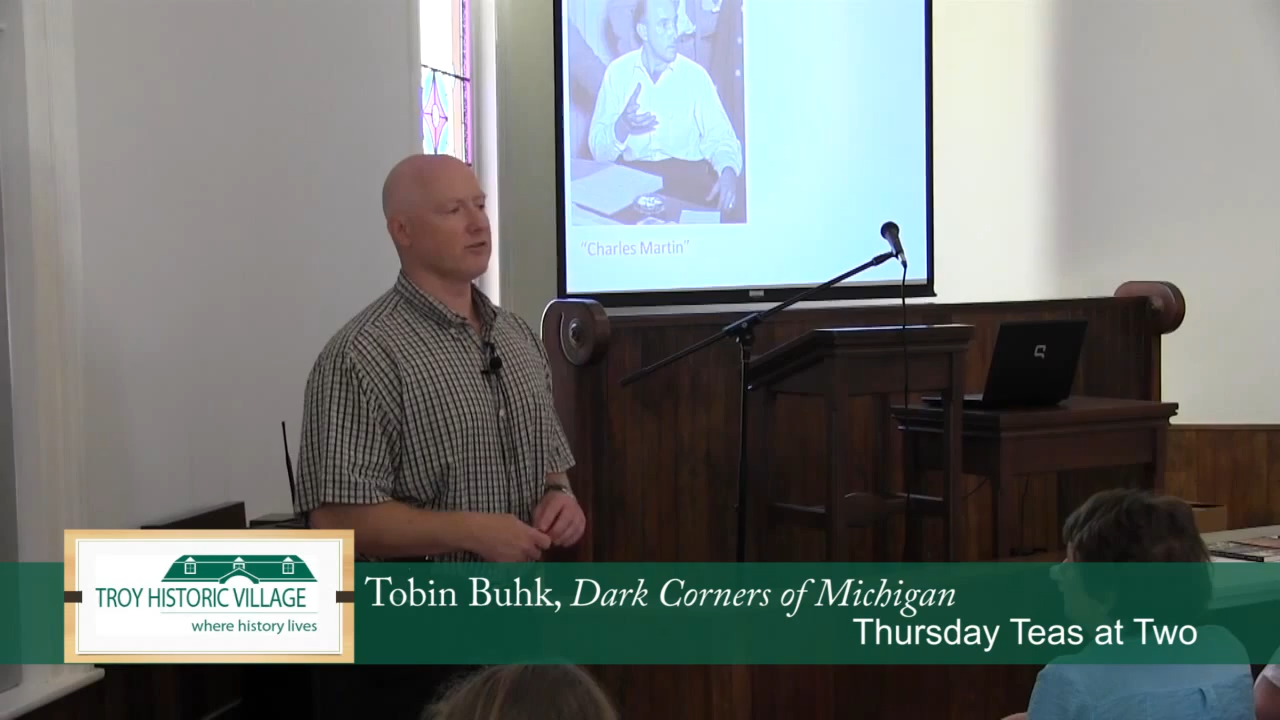 "Charles Martin"
TROY HISTORIC VILLAGE
where history lives
Tobin Buhk, Dark Corners of Michigan
Thursday Teas at Two